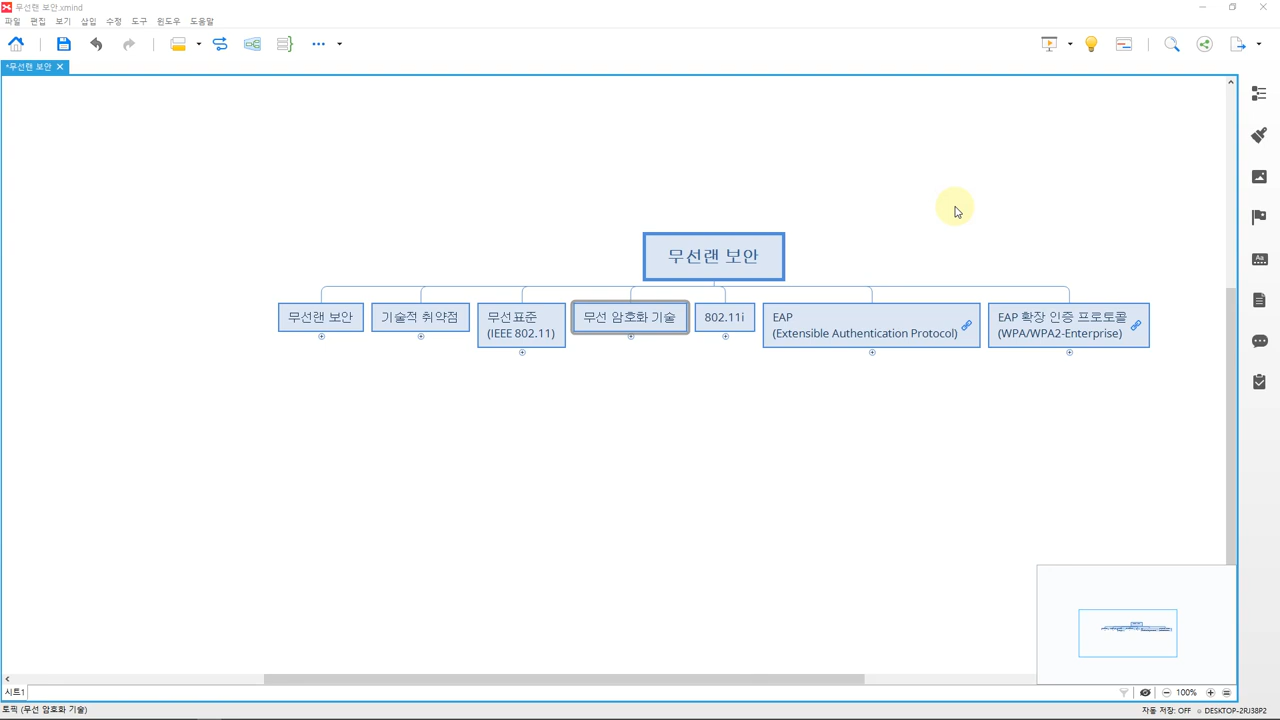 무선랜 보안.xmind
파일 편집 보기 삽입 수정 도구 윈도우 도움말
*무선랜 보안
무선랜 보안
무선랜 보안
기술적 취약점
무선표준
(IEEE 802.11)
무선 암호화 기술
802.11i
EAP
(Extensible Authentication Protocol)
EAP 확장 인증 프로토콜
(WPA/WPA2-Enterprise)
Aa
시트1
100%
토픽 (무선 암호화 기술)
자동 저장: OFF
DESKTOP-2RJ38P2